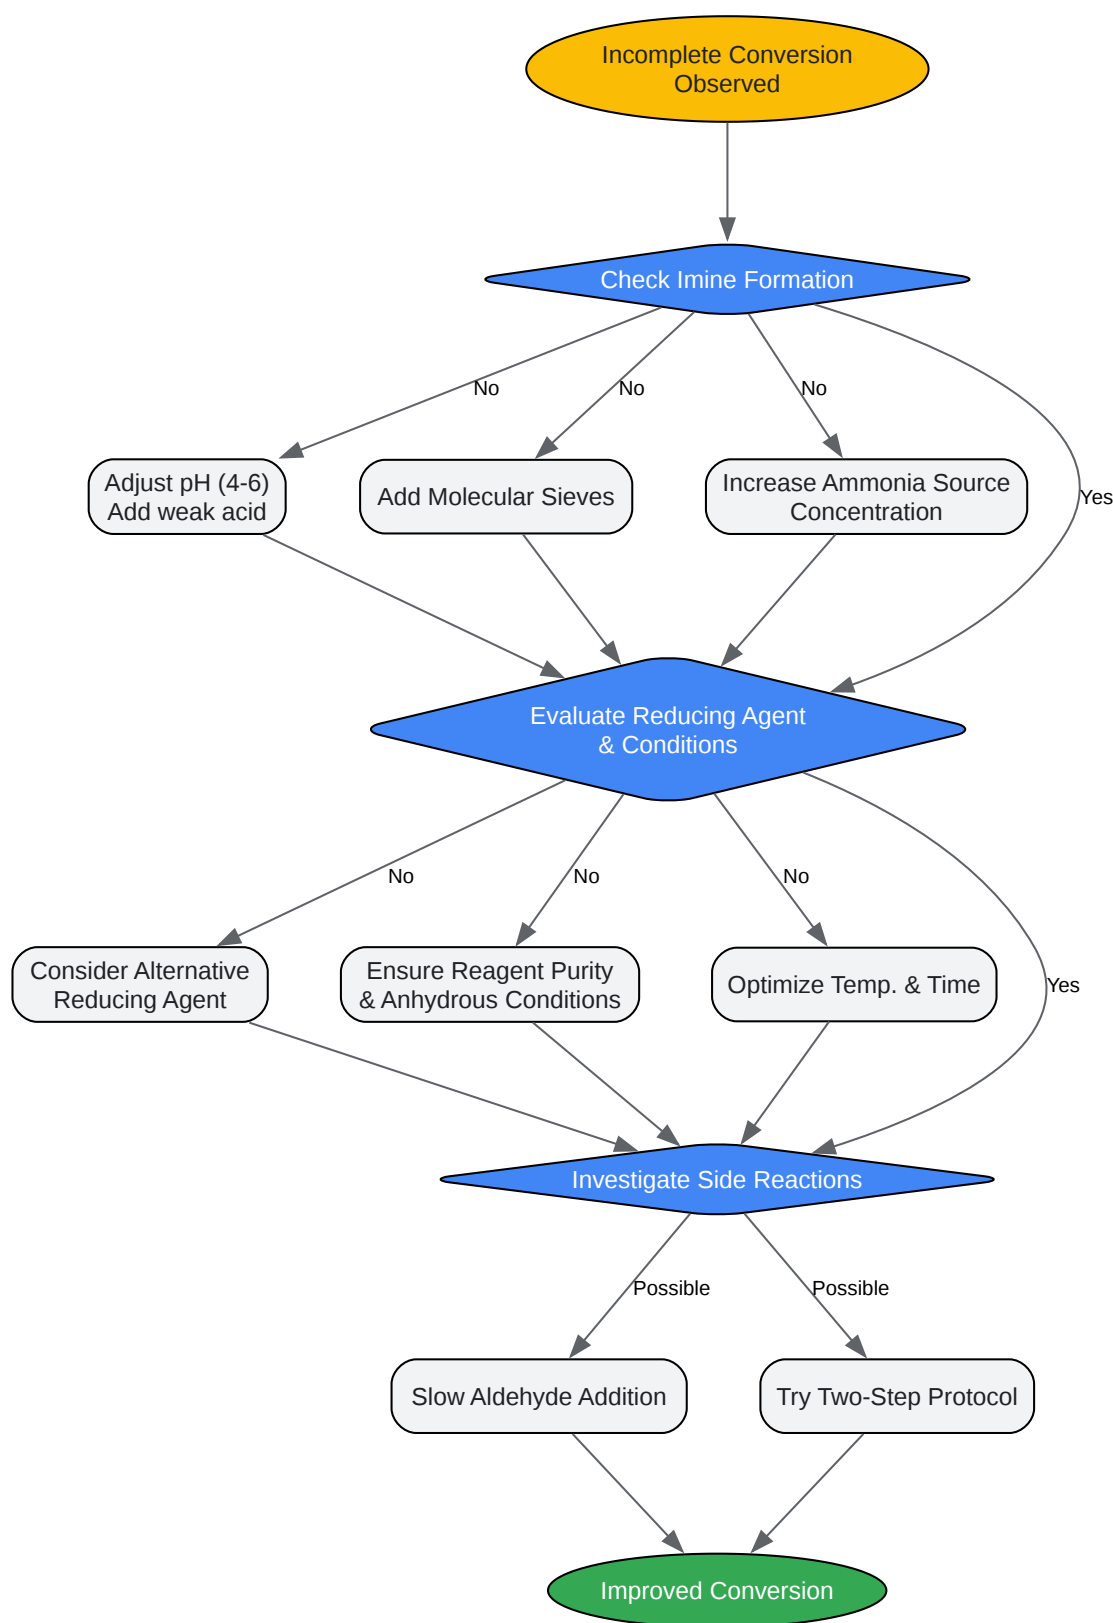 Incomplete Conversion
Observed
Check Imine Formation
No
No
No
Yes
Adjust pH (4-6)
Add weak acid
Add Molecular Sieves
Increase Ammonia Source
Concentration
Evaluate Reducing Agent
& Conditions
No
No
No
Yes
Consider Alternative
Reducing Agent
Ensure Reagent Purity
& Anhydrous Conditions
Optimize Temp. & Time
Investigate Side Reactions
Possible
Possible
Slow Aldehyde Addition
Try Two-Step Protocol
Improved Conversion